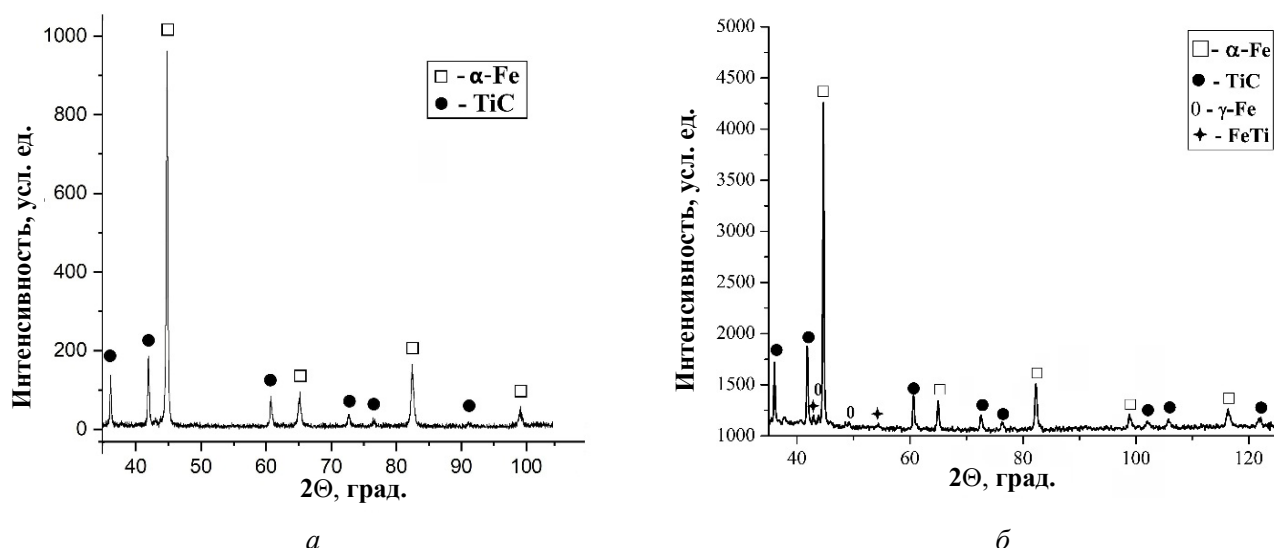 Интенсивность, усл. ед.
1000
800
600
400
200
0
40 50 60 70 80 90 100
2Θ, град.
□ - α-Fe
● - TiC
а
Интенсивность, усл. ед.
5000
4500
4000
3500
3000
2500
2000
1500
1000
40 60 80 100 120
2Θ, град.
□ - α-Fe
● - TiC
0 - γ-Fe
✦ - FeTi
0
0
б